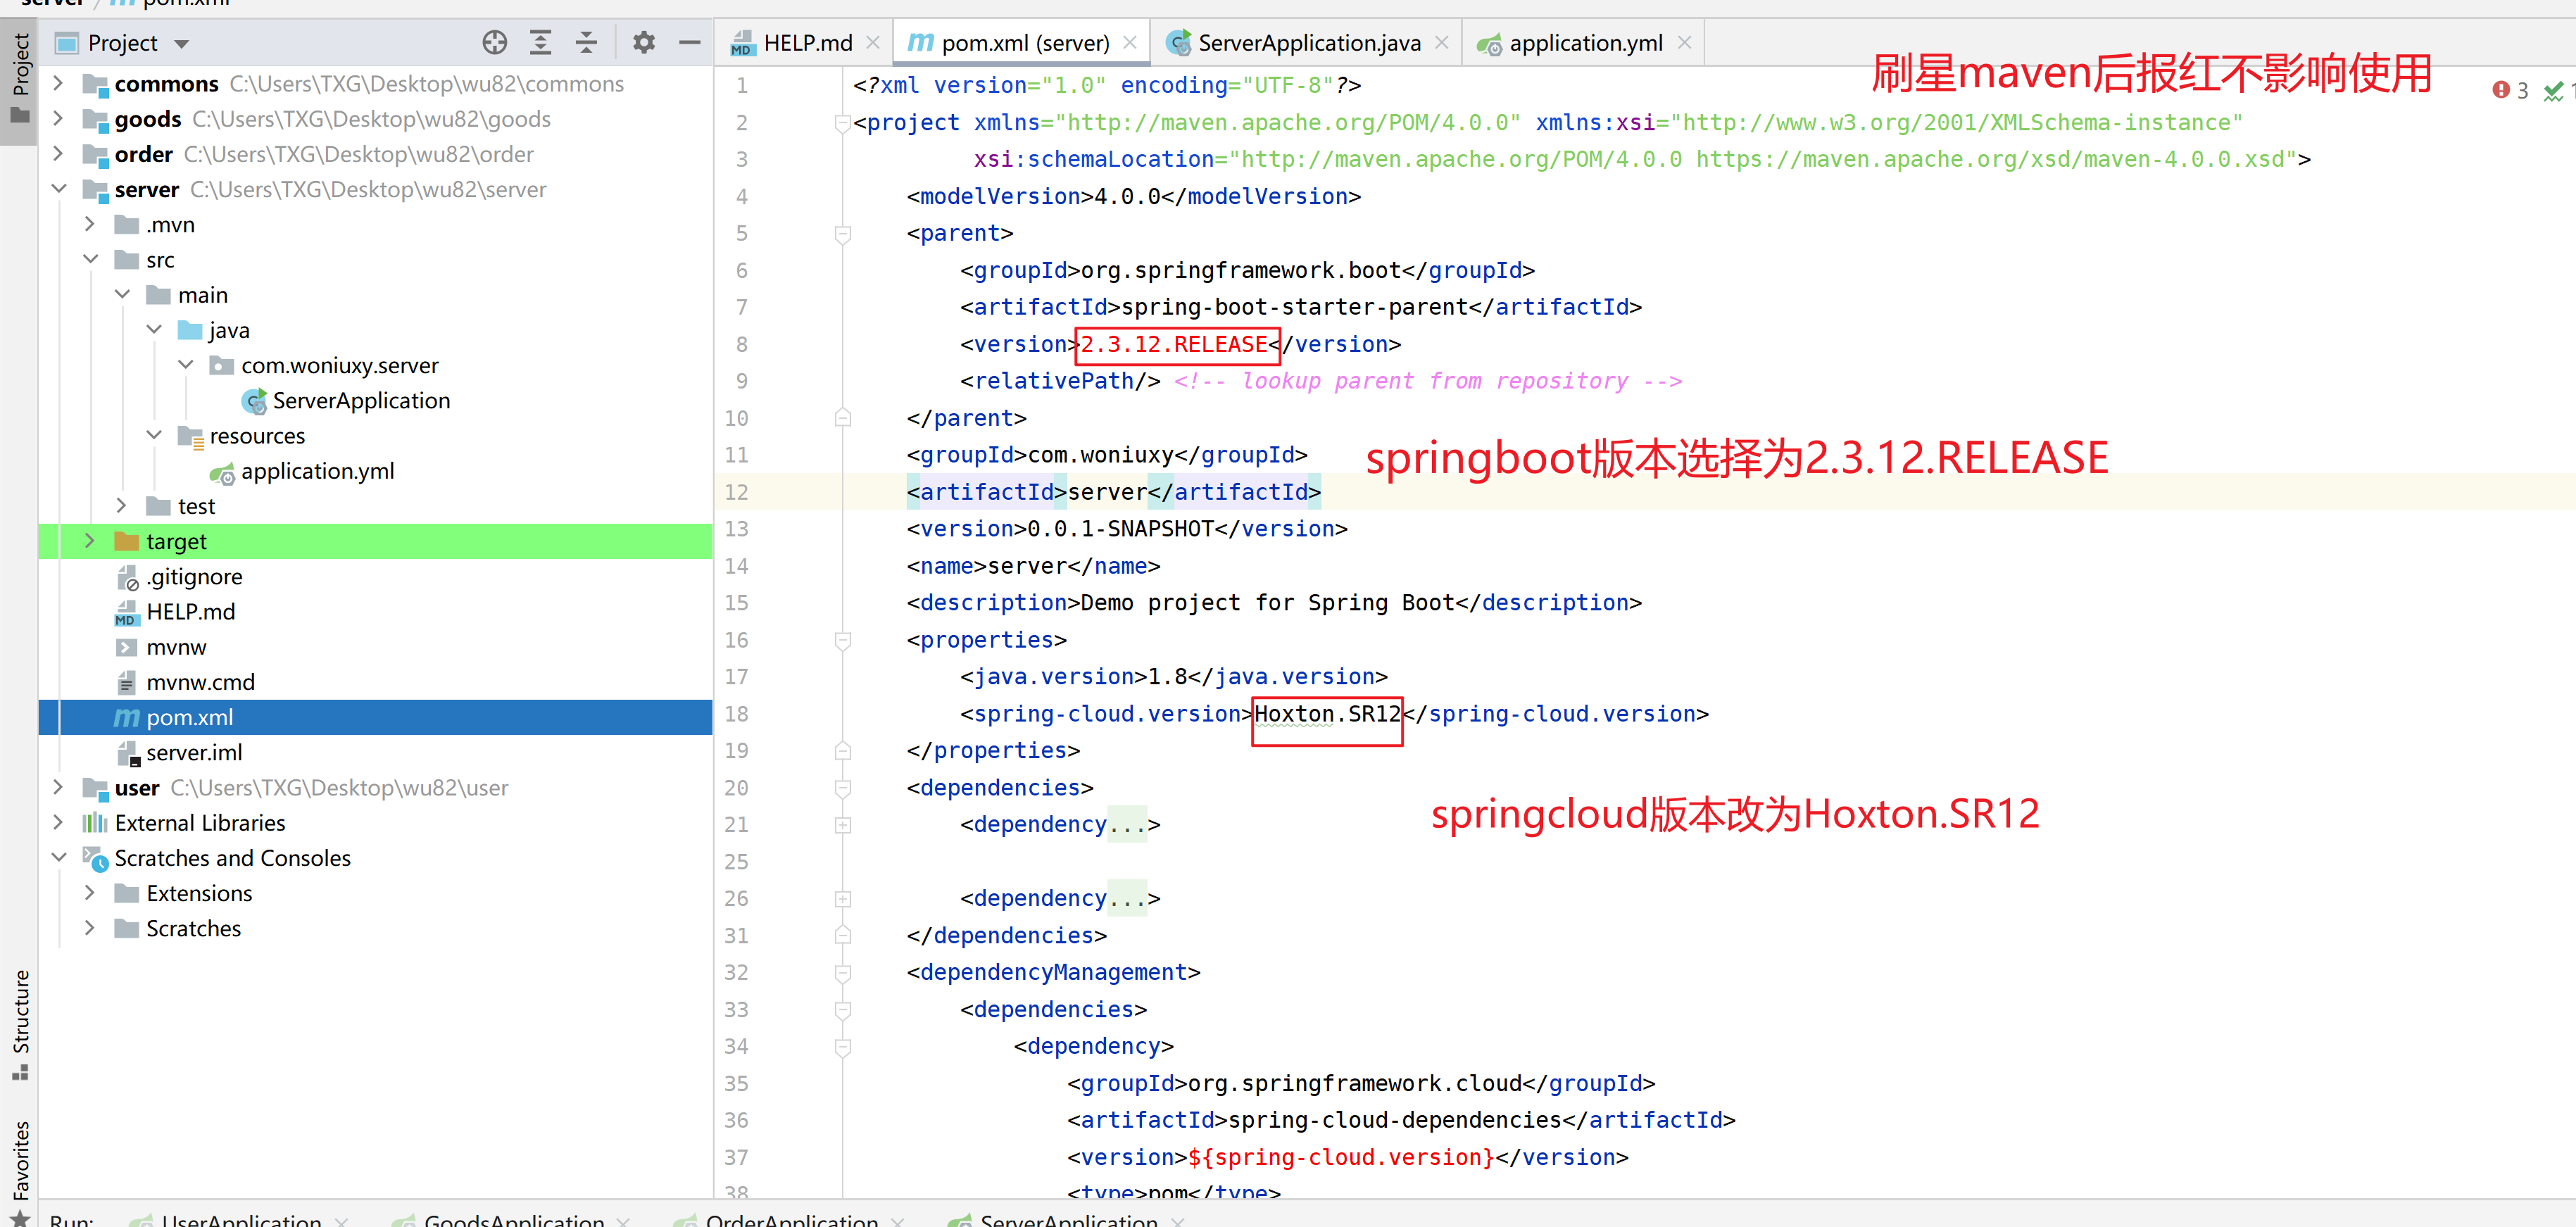 server / pom.xml
Project
HELP.md
pom.xml (server)
ServerApplication.java
application.yml
Project
commons C:\Users\TXG\Desktop\wu82\commons
goods C:\Users\TXG\Desktop\wu82\goods
order C:\Users\TXG\Desktop\wu82\order
server C:\Users\TXG\Desktop\wu82\server
.mvn
src
main
java
com.woniuxy.server
ServerApplication
resources
application.yml
test
target
.gitignore
HELP.md
mvnw
mvnw.cmd
pom.xml
server.iml
user C:\Users\TXG\Desktop\wu82\user
External Libraries
Scratches and Consoles
Extensions
Scratches
Structure
Favorites
刷星maven后报红不影响使用
3
1 <?xml version="1.0" encoding="UTF-8"?>
2 <project xmlns="http://maven.apache.org/POM/4.0.0" xmlns:xsi="http://www.w3.org/2001/XMLSchema-instance"
3 xsi:schemaLocation="http://maven.apache.org/POM/4.0.0 https://maven.apache.org/xsd/maven-4.0.0.xsd">
4 <modelVersion>4.0.0</modelVersion>
5 <parent>
6 <groupId>org.springframework.boot</groupId>
7 <artifactId>spring-boot-starter-parent</artifactId>
8 <version>2.3.12.RELEASE</version>
9 <relativePath/> <!-- lookup parent from repository -->
10 </parent>
11 <groupId>com.woniuxy</groupId>
springboot版本选择为2.3.12.RELEASE
12 <artifactId>server</artifactId>
13 <version>0.0.1-SNAPSHOT</version>
14 <name>server</name>
15 <description>Demo project for Spring Boot</description>
16 <properties>
17 <java.version>1.8</java.version>
18 <spring-cloud.version>Hoxton.SR12</spring-cloud.version>
19 </properties>
20 <dependencies>
21 <dependency...>
springcloud版本改为Hoxton.SR12
25
26 <dependency...>
31 </dependencies>
32 <dependencyManagement>
33 <dependencies>
34 <dependency>
35 <groupId>org.springframework.cloud</groupId>
36 <artifactId>spring-cloud-dependencies</artifactId>
37 <version>${spring-cloud.version}</version>
38 <type>pom</type>
Run:
UserApplication
GoodsApplication
OrderApplication
ServerApplication